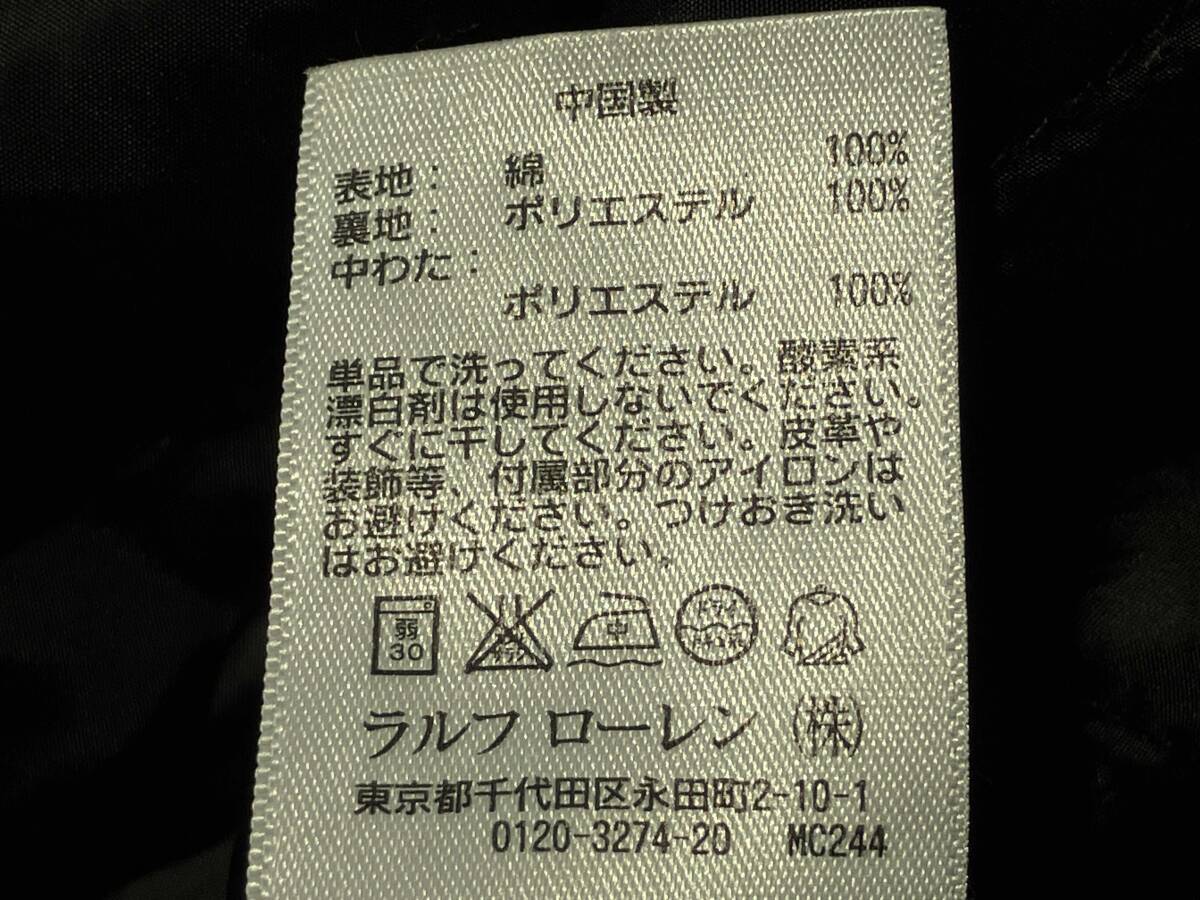 中国製
表地： 綿 100%
裏地： ポリエステル 100%
中わた：
ポリエステル 100%
単品で洗ってください。酸素系
漂白剤は使用しないでください。
すぐに干してください。皮革や
装飾等、付属部分のアイロンは
お避けください。つけおき洗い
はお避けください。
弱 中 ドライ
30
ラルフ ローレン ㈱
東京都千代田区永田町2-10-1
0120-3274-20 MC244